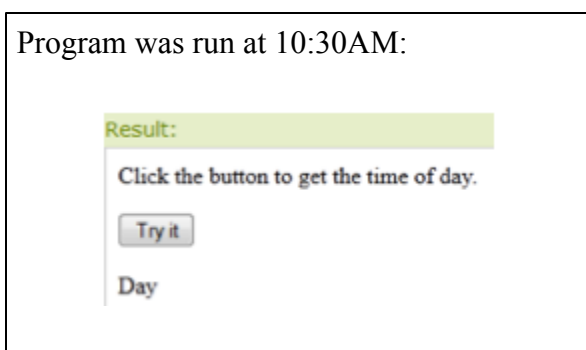 Program was run at 10:30AM:
Result:
Click the button to get the time of day.
Try it
Day